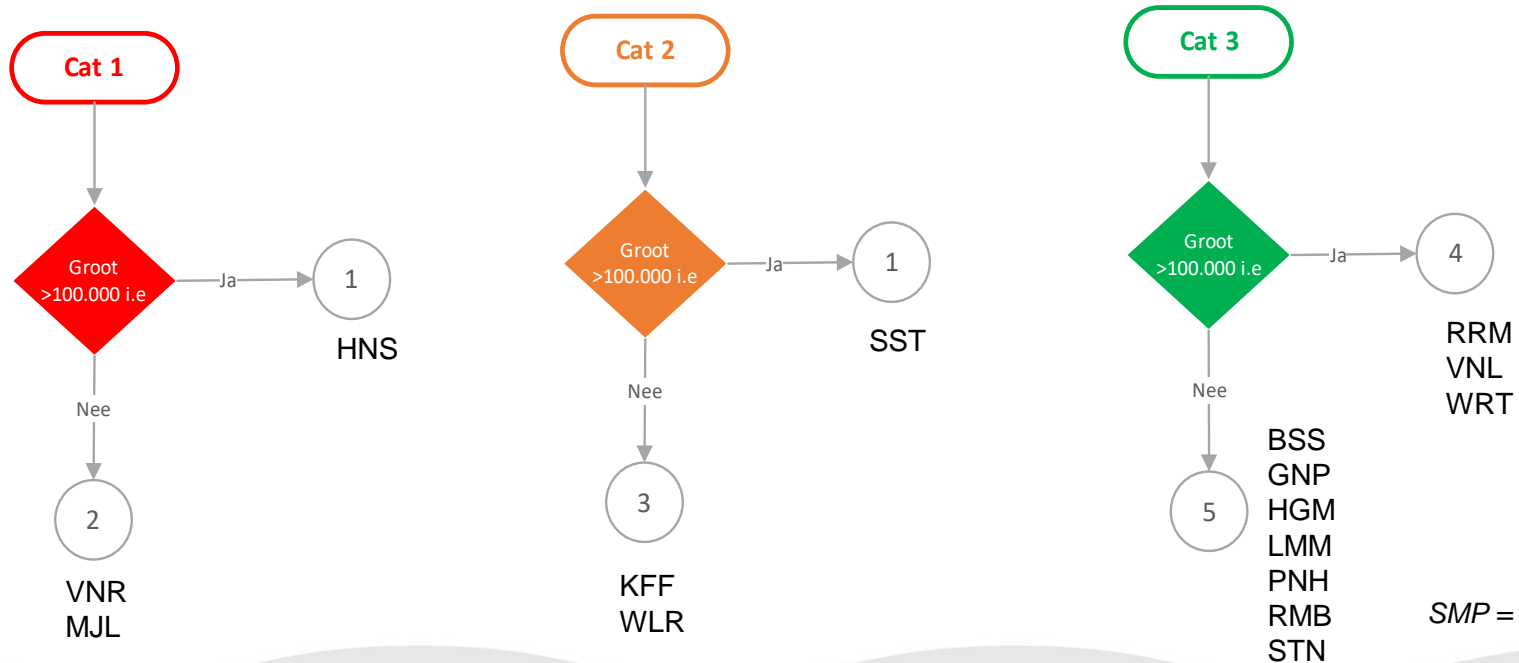 Cat 1
Groot
>100.000 i.e
Ja
1
HNS
Nee
2
VNR
MJL
Cat 2
Groot
>100.000 i.e
Ja
1
SST
Nee
3
KFF
WLR
Cat 3
Groot
>100.000 i.e
Ja
4
RRM
VNL
WRT
Nee
5
BSS
GNP
HGM
LMM
PNH
RMB
STN
SMP =